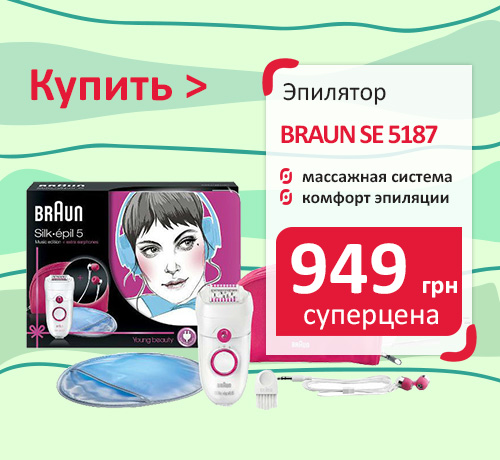 Купить >
Эпилятор
BRAUN SE 5187
массажная система
комфорт эпиляции
949 грн
суперцена
BRAUN
Silk·épil 5
Music edition + extra earphones
Young beauty
BRAUN